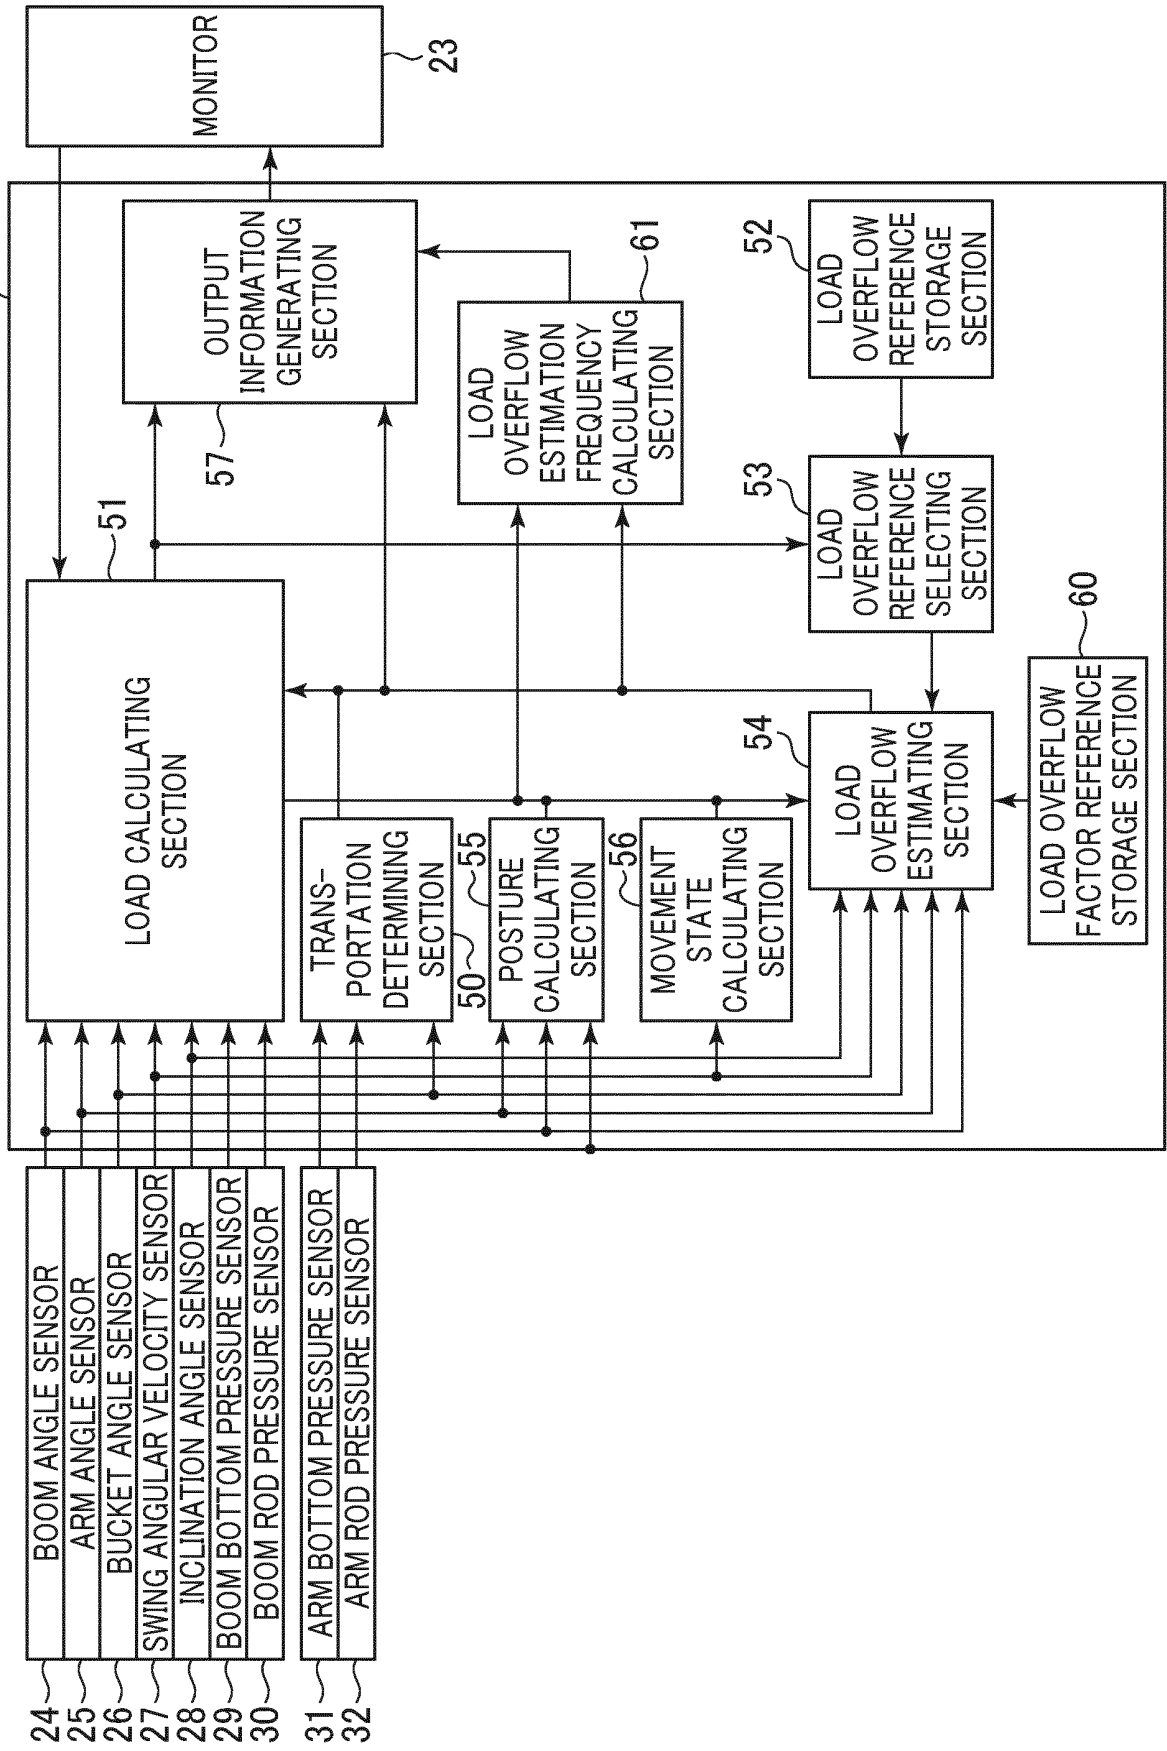 24
BOOM ANGLE SENSOR
25
ARM ANGLE SENSOR
26
BUCKET ANGLE SENSOR
27
SWING ANGULAR VELOCITY SENSOR
28
INCLINATION ANGLE SENSOR
29
BOOM BOTTOM PRESSURE SENSOR
30
BOOM ROD PRESSURE SENSOR
31
ARM BOTTOM PRESSURE SENSOR
32
ARM ROD PRESSURE SENSOR
LOAD CALCULATING
SECTION
51
TRANS-
PORTATION
DETERMINING
SECTION
50
POSTURE
CALCULATING
SECTION
55
MOVEMENT
STATE
CALCULATING
SECTION
56
LOAD
OVERFLOW
ESTIMATING
SECTION
54
LOAD OVERFLOW
FACTOR REFERENCE
STORAGE SECTION
60
LOAD
OVERFLOW
REFERENCE
SELECTING
SECTION
53
LOAD
OVERFLOW
REFERENCE
STORAGE
SECTION
52
LOAD
OVERFLOW
ESTIMATION
FREQUENCY
CALCULATING
SECTION
61
OUTPUT
INFORMATION
GENERATING
SECTION
57
MONITOR
23